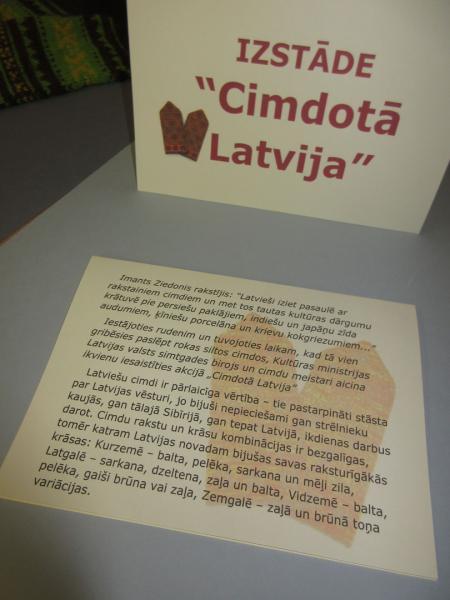 IZSTĀDE
“Cimdotā
Latvija”
Imants Ziedonis rakstījis: “Latvieši iziet pasaulē ar
rakstainiem cimdiem un met tos tautas kultūras dārgumu
krātuvē pie persiešu paklājiem, indiešu un japāņu zīda
audumiem, ķīniešu porcelāna un krievu kokgriezumiem...”
Iestājoties rudenim un tuvojoties laikam, kad tā vien
gribēsies paslēpt rokas siltos cimdos, Kultūras ministrijas
Latvijas valsts simtgades birojs un cimdu meistari aicina
ikvienu iesaistīties akcijā „Cimdotā Latvija”
Latviešu cimdi ir pārlaicīga vērtība – tie pastarpināti stāsta
par Latvijas vēsturi, jo bijuši nepieciešami gan strēlnieku
kaujās, gan tālajā Sibīrijā, gan tepat Latvijā, ikdienas darbus
darot. Cimdu rakstu un krāsu kombinācijas ir bezgalīgas,
tomēr katram Latvijas novadam bijušas savas raksturīgākās
krāsas: Kurzemē – balta, pelēka, sarkana un mēļi zila,
Latgalē – sarkana, dzeltena, zaļa un balta, Vidzemē – balta,
pelēka, gaiši brūna vai zaļa, Zemgalē – zaļā un brūnā toņa
variācijas.